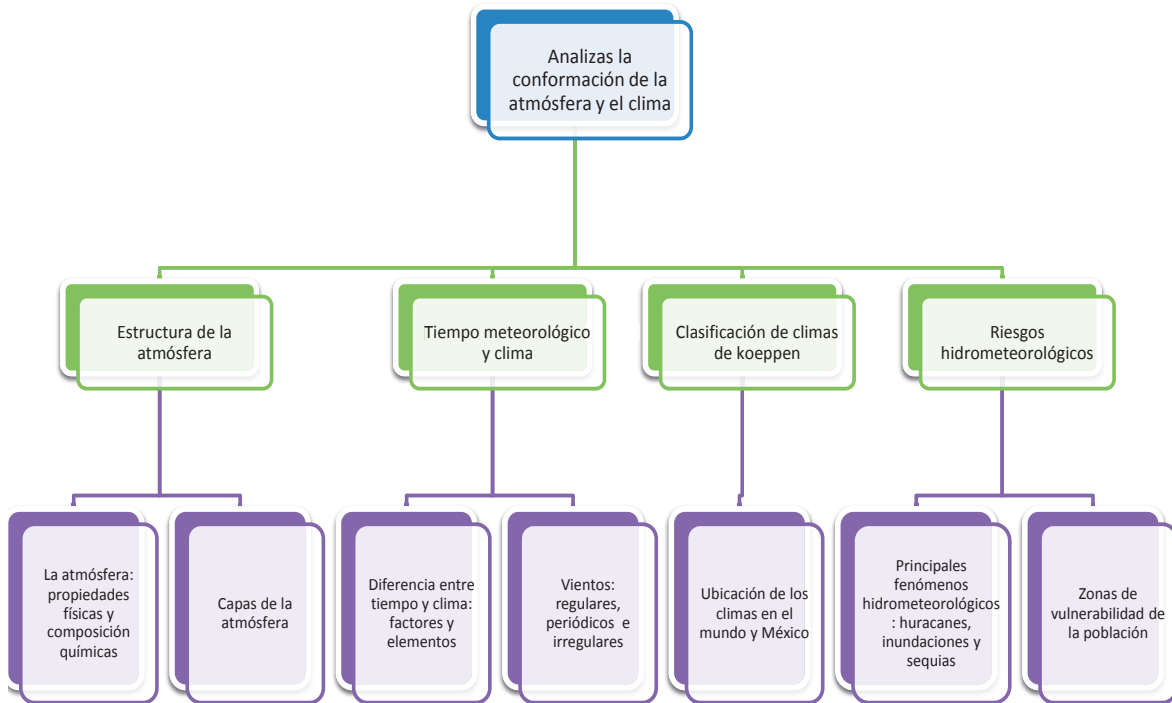 Analizas la
conformación de la
atmósfera y el clima
Estructura de la
atmósfera
Tiempo meteorológico
y clima
Clasificación de climas
de koeppen
Riesgos
hidrometeorológicos
La atmósfera:
propiedades
físicas y
composición
químicas
Capas de la
atmósfera
Diferencia entre
tiempo y clima:
factores y
elementos
Vientos:
regulares,
periódicos e
irregulares
Ubicación de los
climas en el
mundo y México
Principales
fenómenos
hidrometeorológicos
: huracanes,
inundaciones y
sequias
Zonas de
vulnerabilidad de
la población